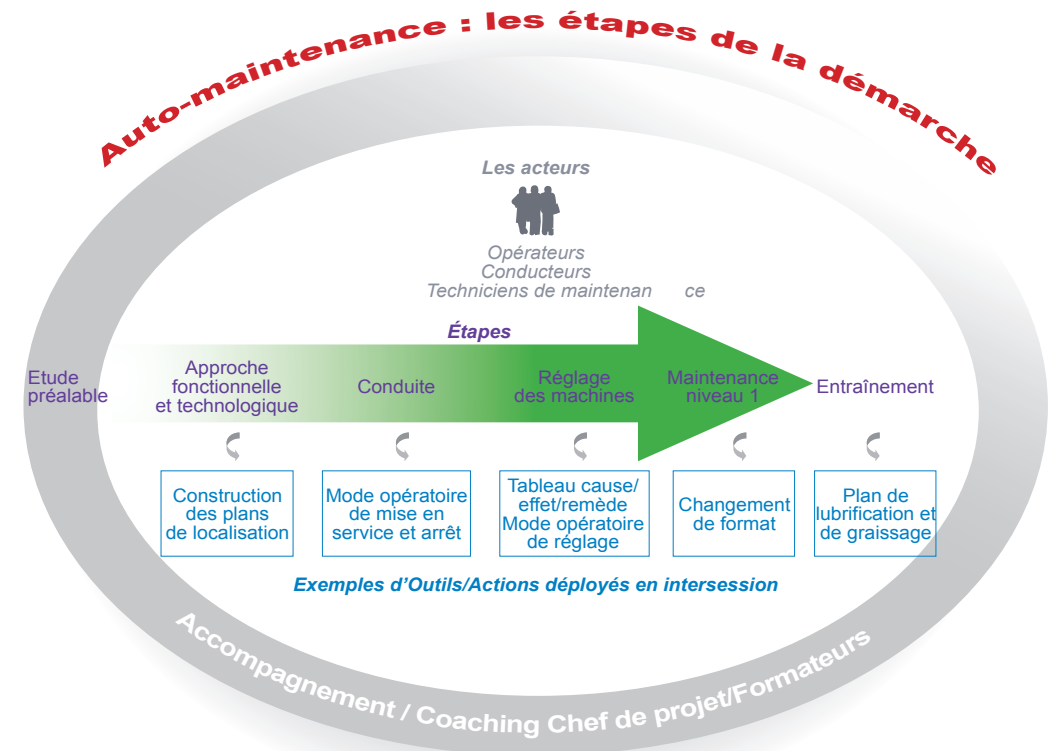 Auto-maintenance : les étapes de la démarche
Les acteurs
Opérateurs
Conducteurs
Techniciens de maintenan ce
Étapes
Etude
préalable
Approche
fonctionnelle
et technologique
Conduite
Réglage
des machines
Maintenance
niveau 1
Entraînement
Construction
des plans
de localisation
Mode opératoire
de mise en
service et arrêt
Tableau cause/
effet/remède
Mode opératoire
de réglage
Changement
de format
Plan de
lubrification et
de graissage
Exemples d'Outils/Actions déployés en intersession
Accompagnement / Coaching Chef de projet/Formateurs